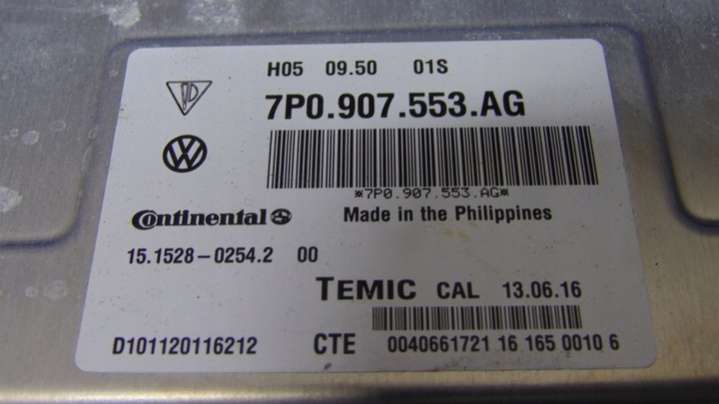 H05 09.50 01S
7P0.907.553.AG
*7P0.907.553.AG*
Continental
Made in the Philippines
15.1528-0254.2 00
TEMIC CAL 13.06.16
D101120116212 CTE 0040661721 16 165 0010 6